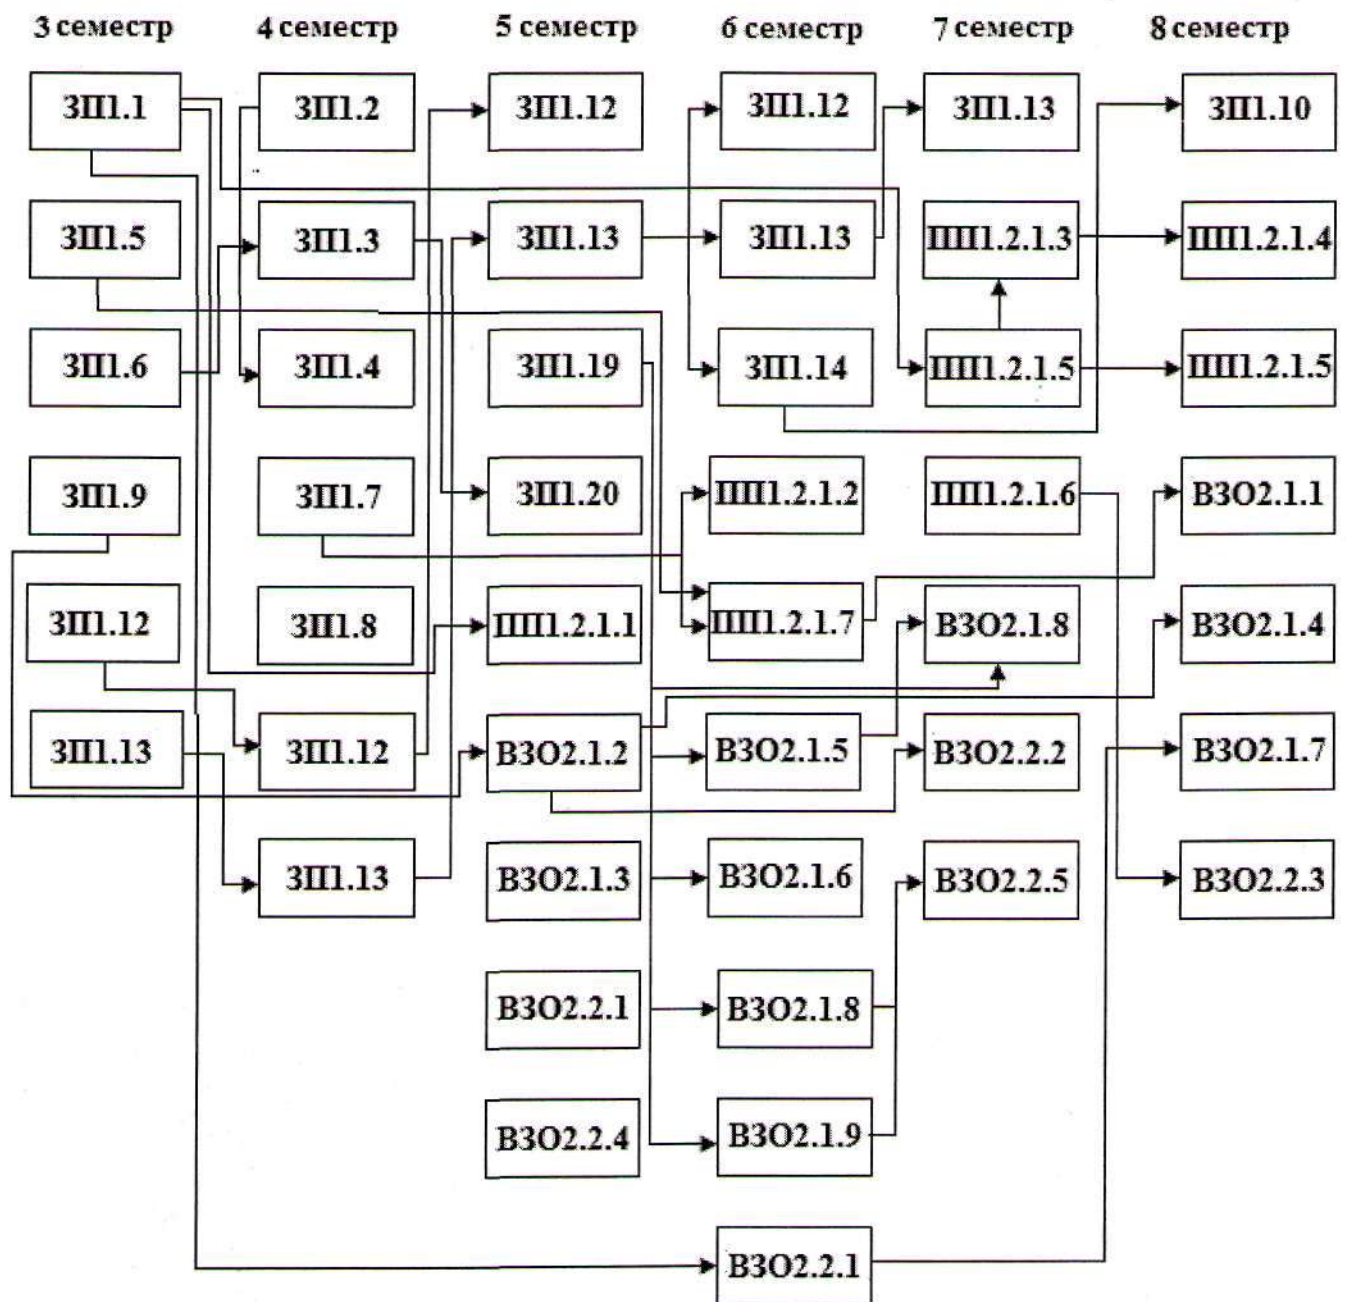 3 семестр 4 семестр 5 семестр 6 семестр 7 семестр 8 семестр
ЗП1.1 ЗП1.2 ЗП1.12 ЗП1.12 ЗП1.13 ЗП1.10
ЗП1.5 ЗП1.3 ЗП1.13 ЗП1.13 ПП1.2.1.3 ПП1.2.1.4
ЗП1.6 ЗП1.4 ЗП1.19 ЗП1.14 ПП1.2.1.5 ПП1.2.1.5
ЗП1.9 ЗП1.7 ЗП1.20 ПП1.2.1.2 ПП1.2.1.6 ВЗО2.1.1
ЗП1.12 ЗП1.8 ПП1.2.1.1 ПП1.2.1.7 ВЗО2.1.8 ВЗО2.1.4
ЗП1.13 ЗП1.12 ВЗО2.1.2 ВЗО2.1.5 ВЗО2.2.2 ВЗО2.1.7
ЗП1.13 ВЗО2.1.3 ВЗО2.1.6 ВЗО2.2.5 ВЗО2.2.3
ВЗО2.2.1 ВЗО2.1.8
ВЗО2.2.4 ВЗО2.1.9
ВЗО2.2.1